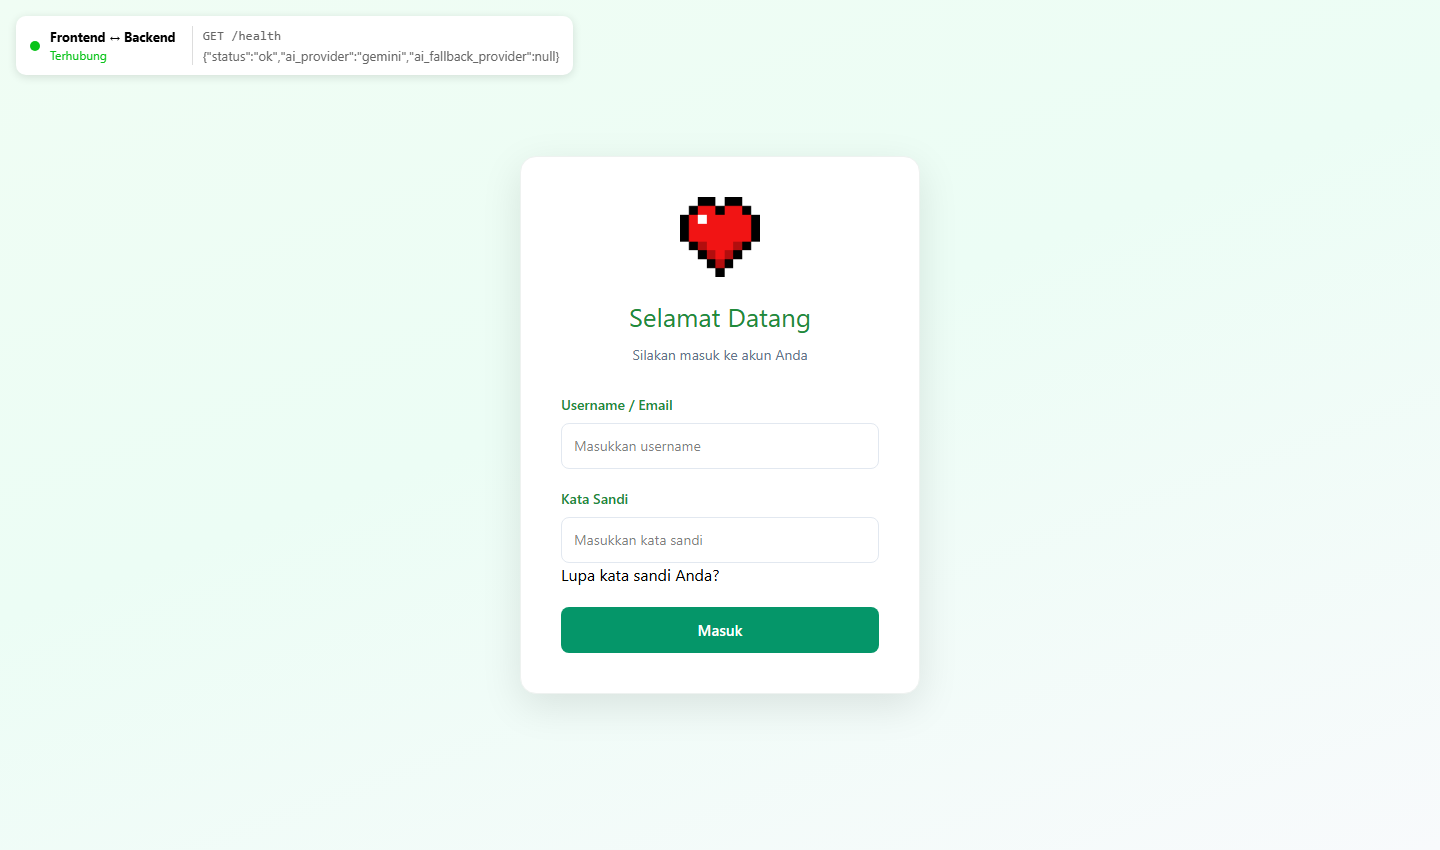 Frontend ↔ Backend
Terhubung
GET /health
{"status":"ok","ai_provider":"gemini","ai_fallback_provider":null}
Selamat Datang
Silakan masuk ke akun Anda
Username / Email
Masukkan username
Kata Sandi
Masukkan kata sandi
Lupa kata sandi Anda?
Masuk